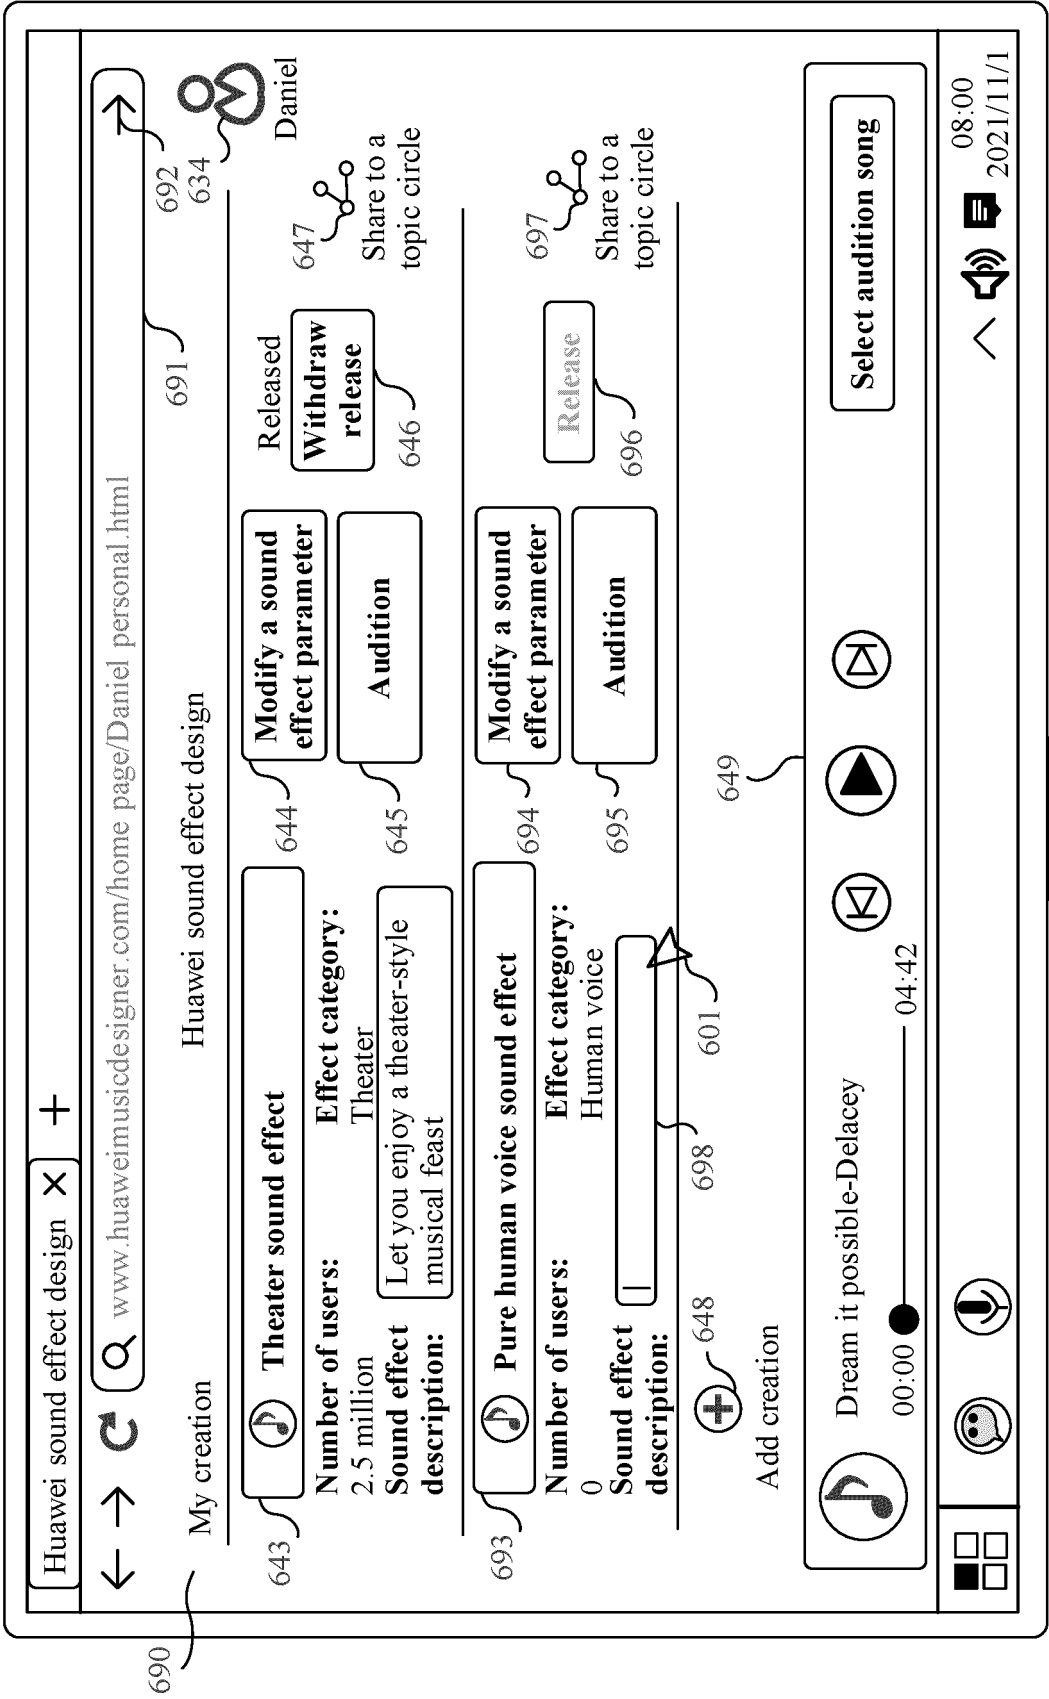 Huawei sound effect design
www.huaweimusicdesigner.com/home page/Daniel personal.html
690
My creation
Huawei sound effect design
691
692
634
Daniel
643
Theater sound effect
Number of users:
2.5 million
Effect category:
Theater
Sound effect
description:
Let you enjoy a theater-style
musical feast
644
Modify a sound
effect parameter
645
Audition
Released
Withdraw
release
646
647
Share to a
topic circle
693
Pure human voice sound effect
Number of users:
0
Effect category:
Human voice
Sound effect
description:
698
601
694
Modify a sound
effect parameter
695
Audition
Release
696
697
Share to a
topic circle
648
Add creation
649
Dream it possible-Delacey
00:00
04:42
Select audition song
08:00
2021/11/1